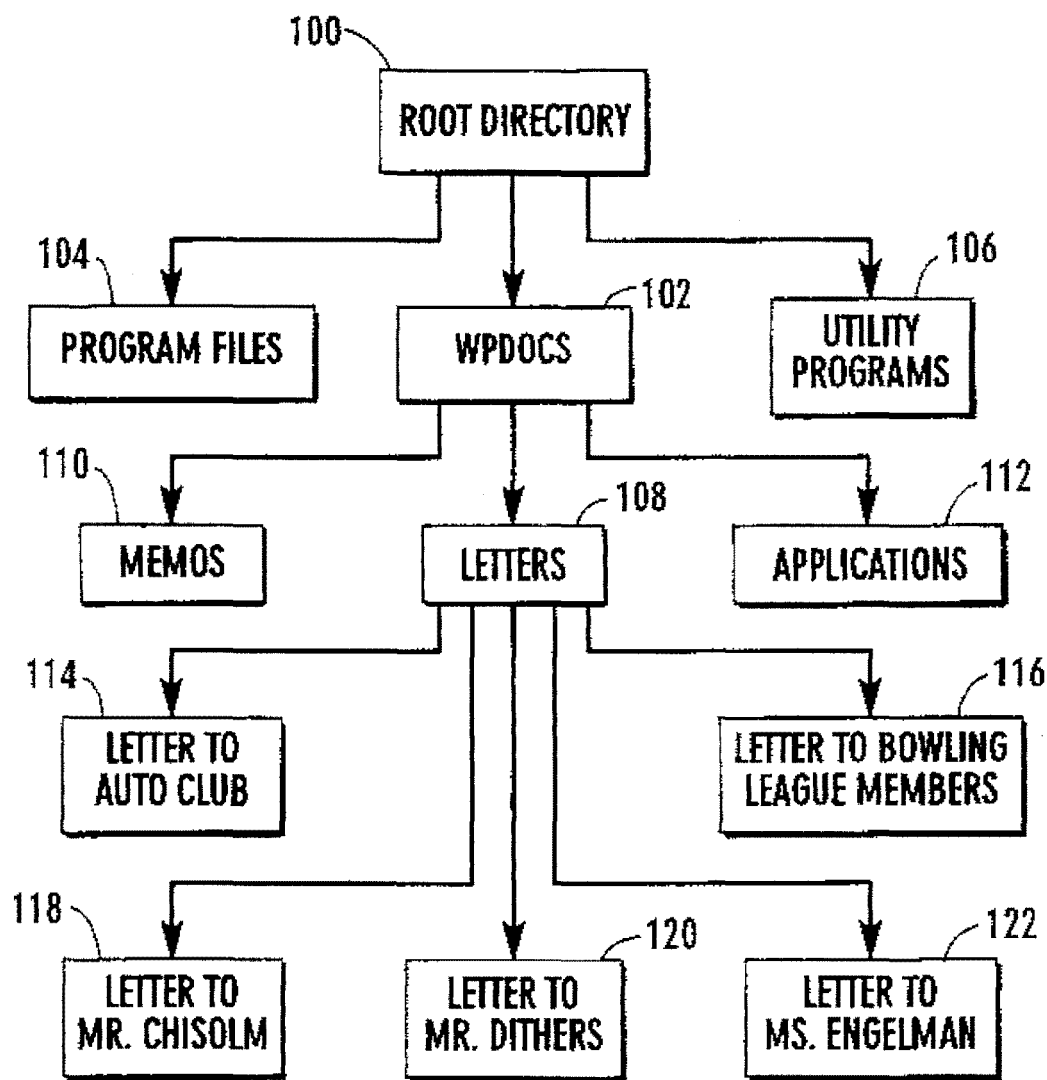 100
ROOT DIRECTORY
104
PROGRAM FILES
102
WPDOCS
106
UTILITY
PROGRAMS
110
MEMOS
108
LETTERS
112
APPLICATIONS
114
LETTER TO
AUTO CLUB
116
LETTER TO BOWLING
LEAGUE MEMBERS
118
LETTER TO
MR. CHISOLM
120
LETTER TO
MR. DITHERS
122
LETTER TO
MS. ENGELMAN